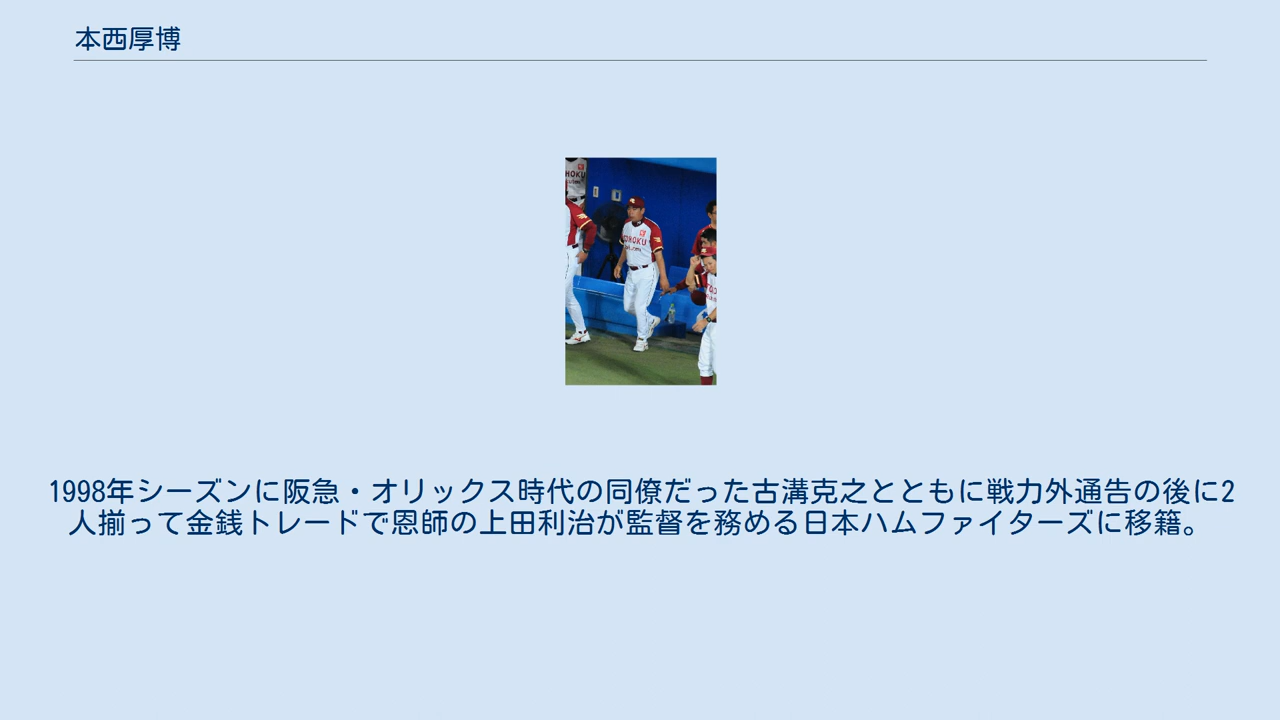 本西厚博
HOKU
OHOKU
1998年シーズンに阪急・オリックス時代の同僚だった古溝克之とともに戦力外通告の後に2
人揃って金銭トレードで恩師の上田利治が監督を務める日本ハムファイターズに移籍。